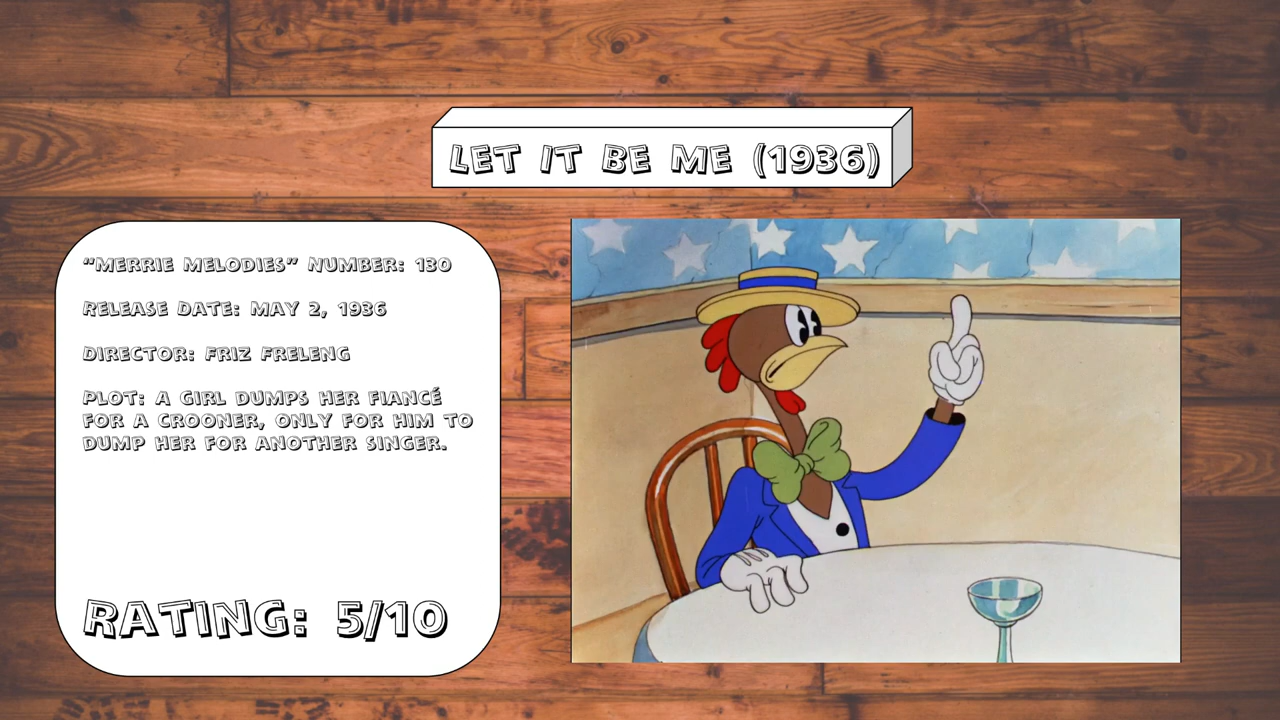 LET IT BE ME (1936)
“MERRIE MELODIES” NUMBER: 130
RELEASE DATE: MAY 2, 1936
DIRECTOR: FRIZ FRELENG
PLOT: A GIRL DUMPS HER FIANCÉ
FOR A CROONER, ONLY FOR HIM TO
DUMP HER FOR ANOTHER SINGER.
RATING: 5/10